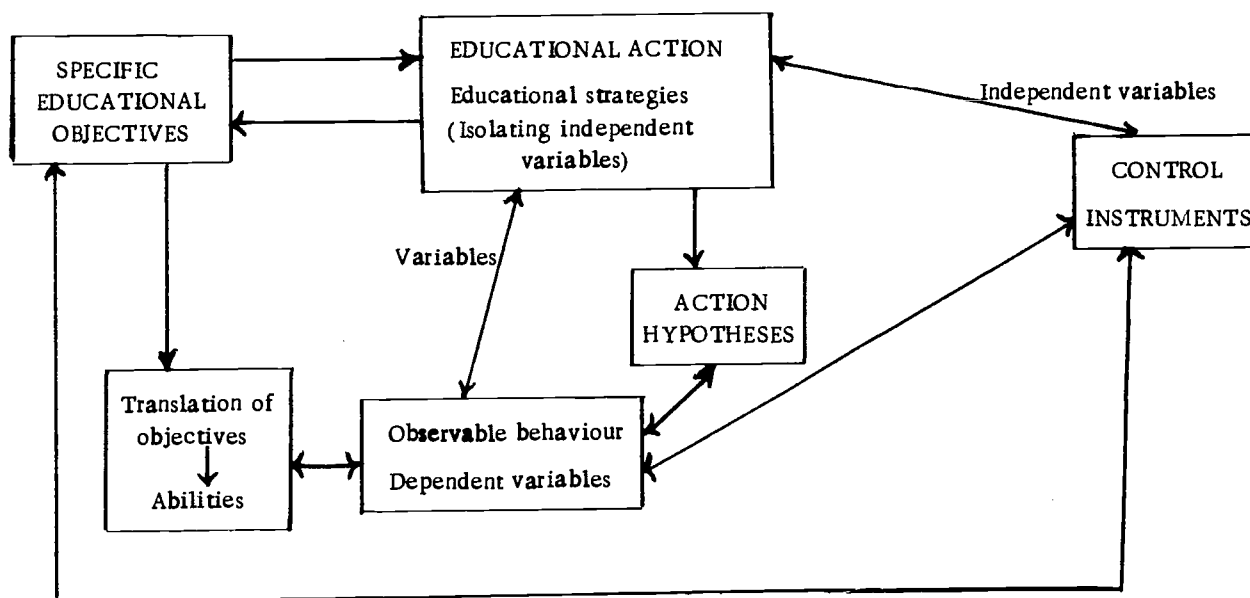 SPECIFIC
EDUCATIONAL
OBJECTIVES
EDUCATIONAL ACTION
Educational strategies
(Isolating independent
variables)
Independent variables
CONTROL
INSTRUMENTS
Variables
ACTION
HYPOTHESES
Translation of
objectives
Abilities
Observable behaviour
Dependent variables